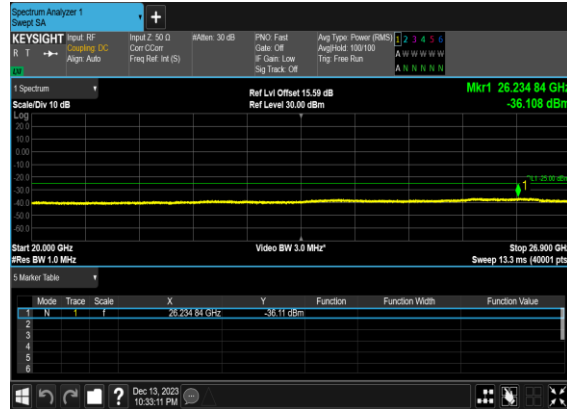 Spectrum Analyzer 1
Swept SA
+
KEYSIGHT Input: RF Input Z: 50 Ω #Atten: 30 dB PNO: Fast Avg Type: Power (RMS) 1 2 3 4 5 6
R T Coupling: DC Corr CCorr Gate: Off Avg|Hold: 100/100 A W W W W W
Align: Auto Freq Ref: Int (S) IF Gain: Low Trig: Free Run
Sig Track: Off A N N N N N
1 Spectrum Ref Lvl Offset 15.59 dB Mkr1 26.234 84 GHz
Scale/Div 10 dB Ref Level 30.00 dBm -36.108 dBm
Log
20.0
10.0
0.00
-10.0
-20.0
-30.0
-40.0
-50.0
-60.0
1
Start 20.000 GHz Video BW 3.0 MHz* Stop 26.900 GHz
#Res BW 1.0 MHz Sweep 13.3 ms (40001 pts)
5 Marker Table
Mode Trace Scale X Y Function Function Width Function Value
1 N 1 f 26.234 84 GHz -36.11 dBm
2
3
4
5
6
? Dec 13, 2023
10:33:11 PM